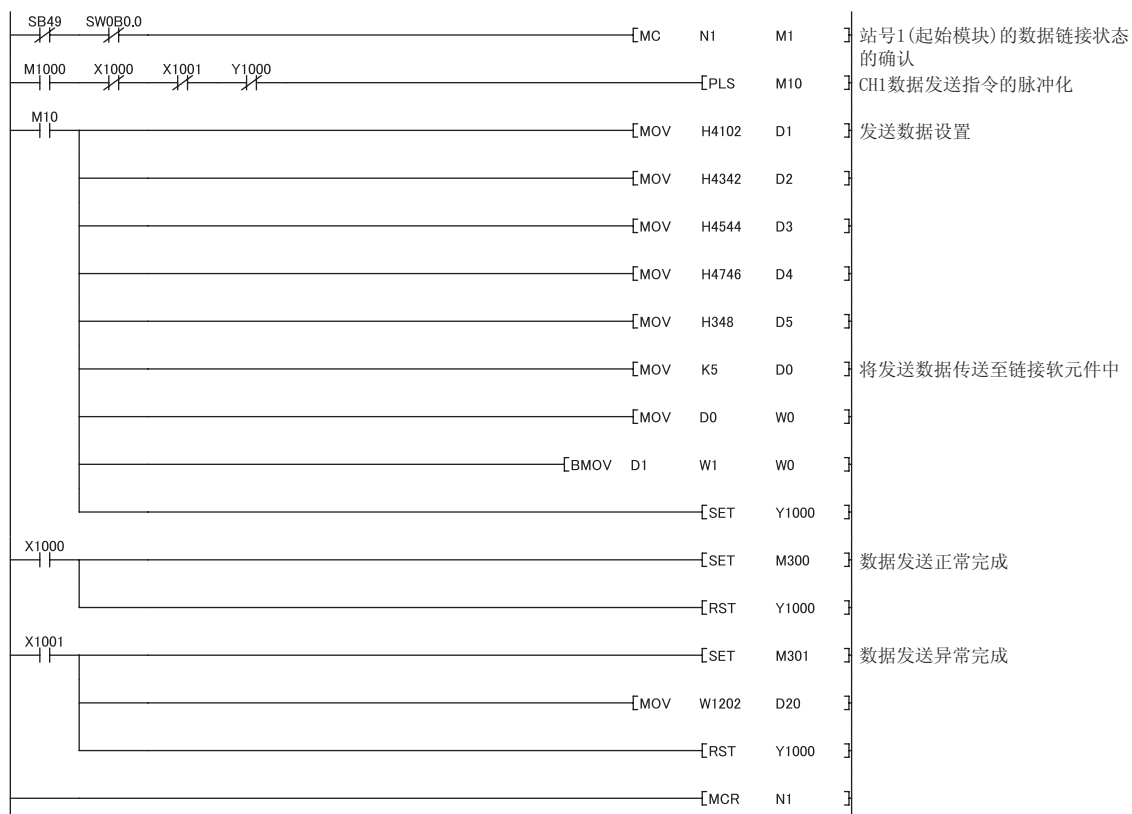 SB49 SW0B0.0
[MC N1 M1 ] 站号1(起始模块)的数据链接状态
的确认
M1000 X1000 X1001 Y1000
[PLS M10 ] CH1数据发送指令的脉冲化
M10
[MOV H4102 D1 ] 发送数据设置
[MOV H4342 D2 ]
[MOV H4544 D3 ]
[MOV H4746 D4 ]
[MOV H348 D5 ]
[MOV K5 D0 ] 将发送数据传送至链接软元件中
[MOV D0 W0 ]
[BMOV D1 W1 W0 ]
[SET Y1000 ]
X1000
[SET M300 ] 数据发送正常完成
[RST Y1000 ]
X1001
[SET M301 ] 数据发送异常完成
[MOV W1202 D20 ]
[RST Y1000 ]
[MCR N1 ]